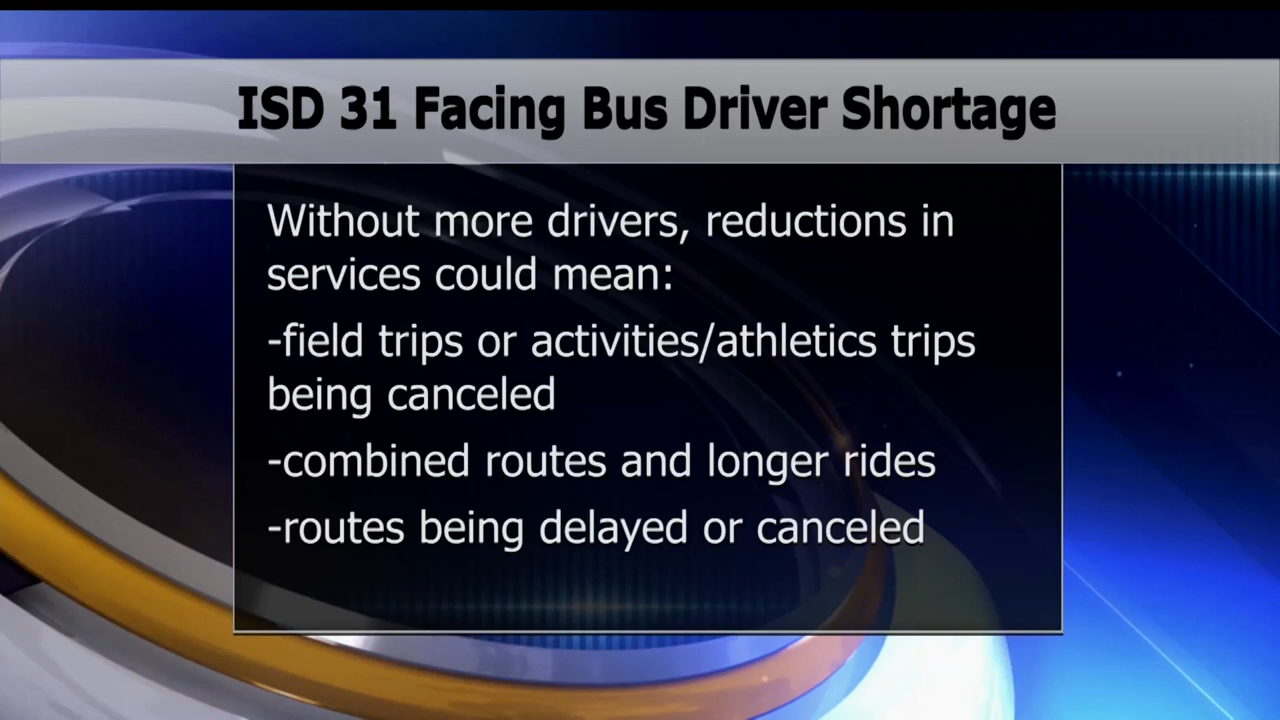 ISD 31 Facing Bus Driver Shortage
Without more drivers, reductions in
services could mean:
-field trips or activities/athletics trips
being canceled
-combined routes and longer rides
-routes being delayed or canceled